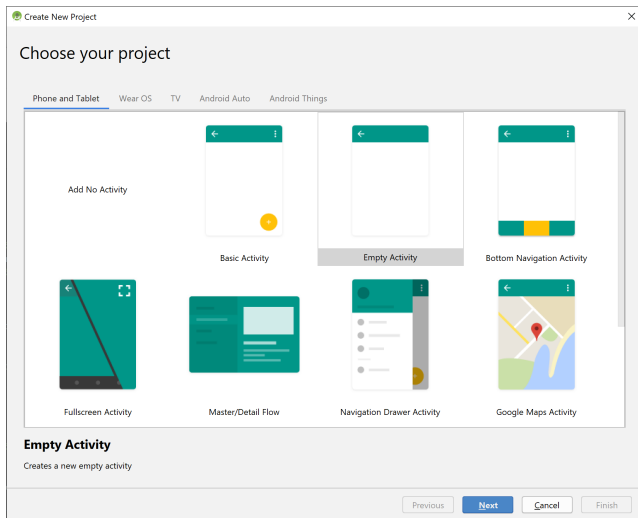 Create New Project
Choose your project
Phone and Tablet Wear OS TV Android Auto Android Things
Add No Activity
Basic Activity Empty Activity Bottom Navigation Activity
Fullscreen Activity Master/Detail Flow Navigation Drawer Activity Google Maps Activity
Empty Activity
Creates a new empty activity
Previous Next Cancel Finish